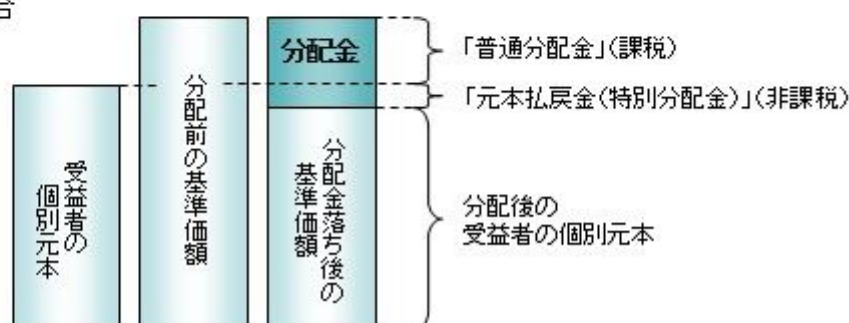 合
受益者の
個別元本
分配前の基準価額
分配金
分配金落ち後の
基準価額
「普通分配金」(課税)
「元本払戻金(特別分配金)」(非課税)
分配後の
受益者の個別元本